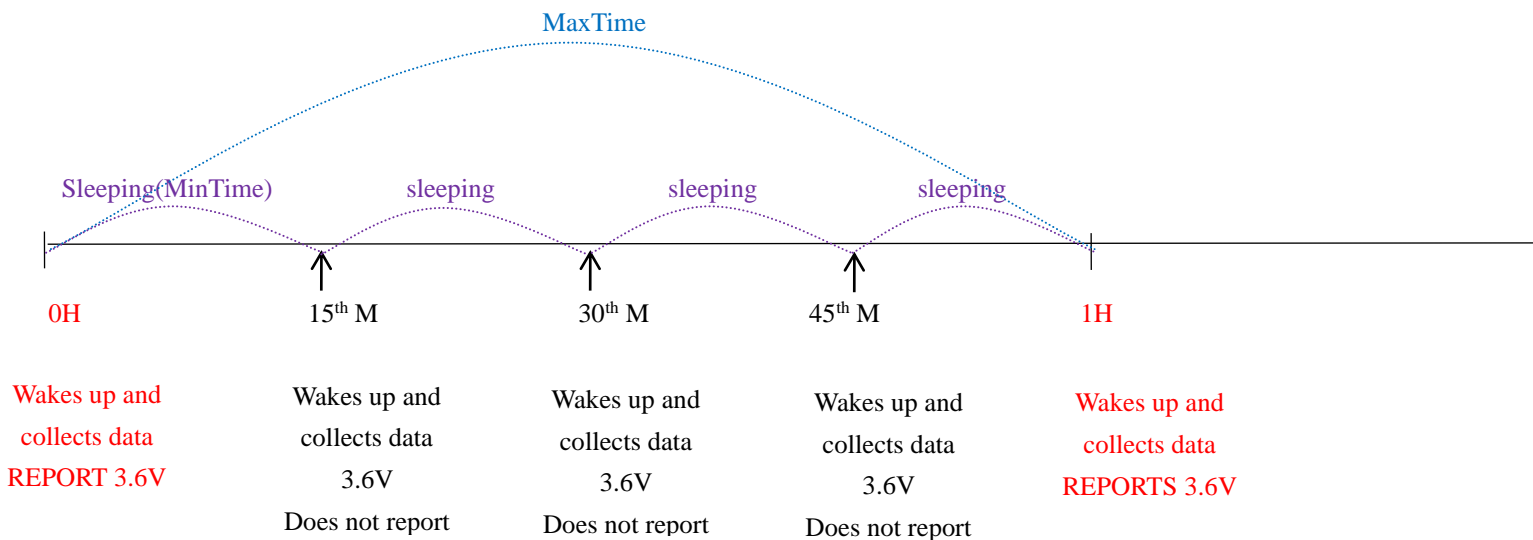 MaxTime
Sleeping(MinTime)
sleeping
sleeping
sleeping
0H
15th M
30th M
45th M
1H
Wakes up and
collects data
REPORT 3.6V
Wakes up and
collects data
3.6V
Does not report
Wakes up and
collects data
3.6V
Does not report
Wakes up and
collects data
3.6V
Does not report
Wakes up and
collects data
REPORTS 3.6V